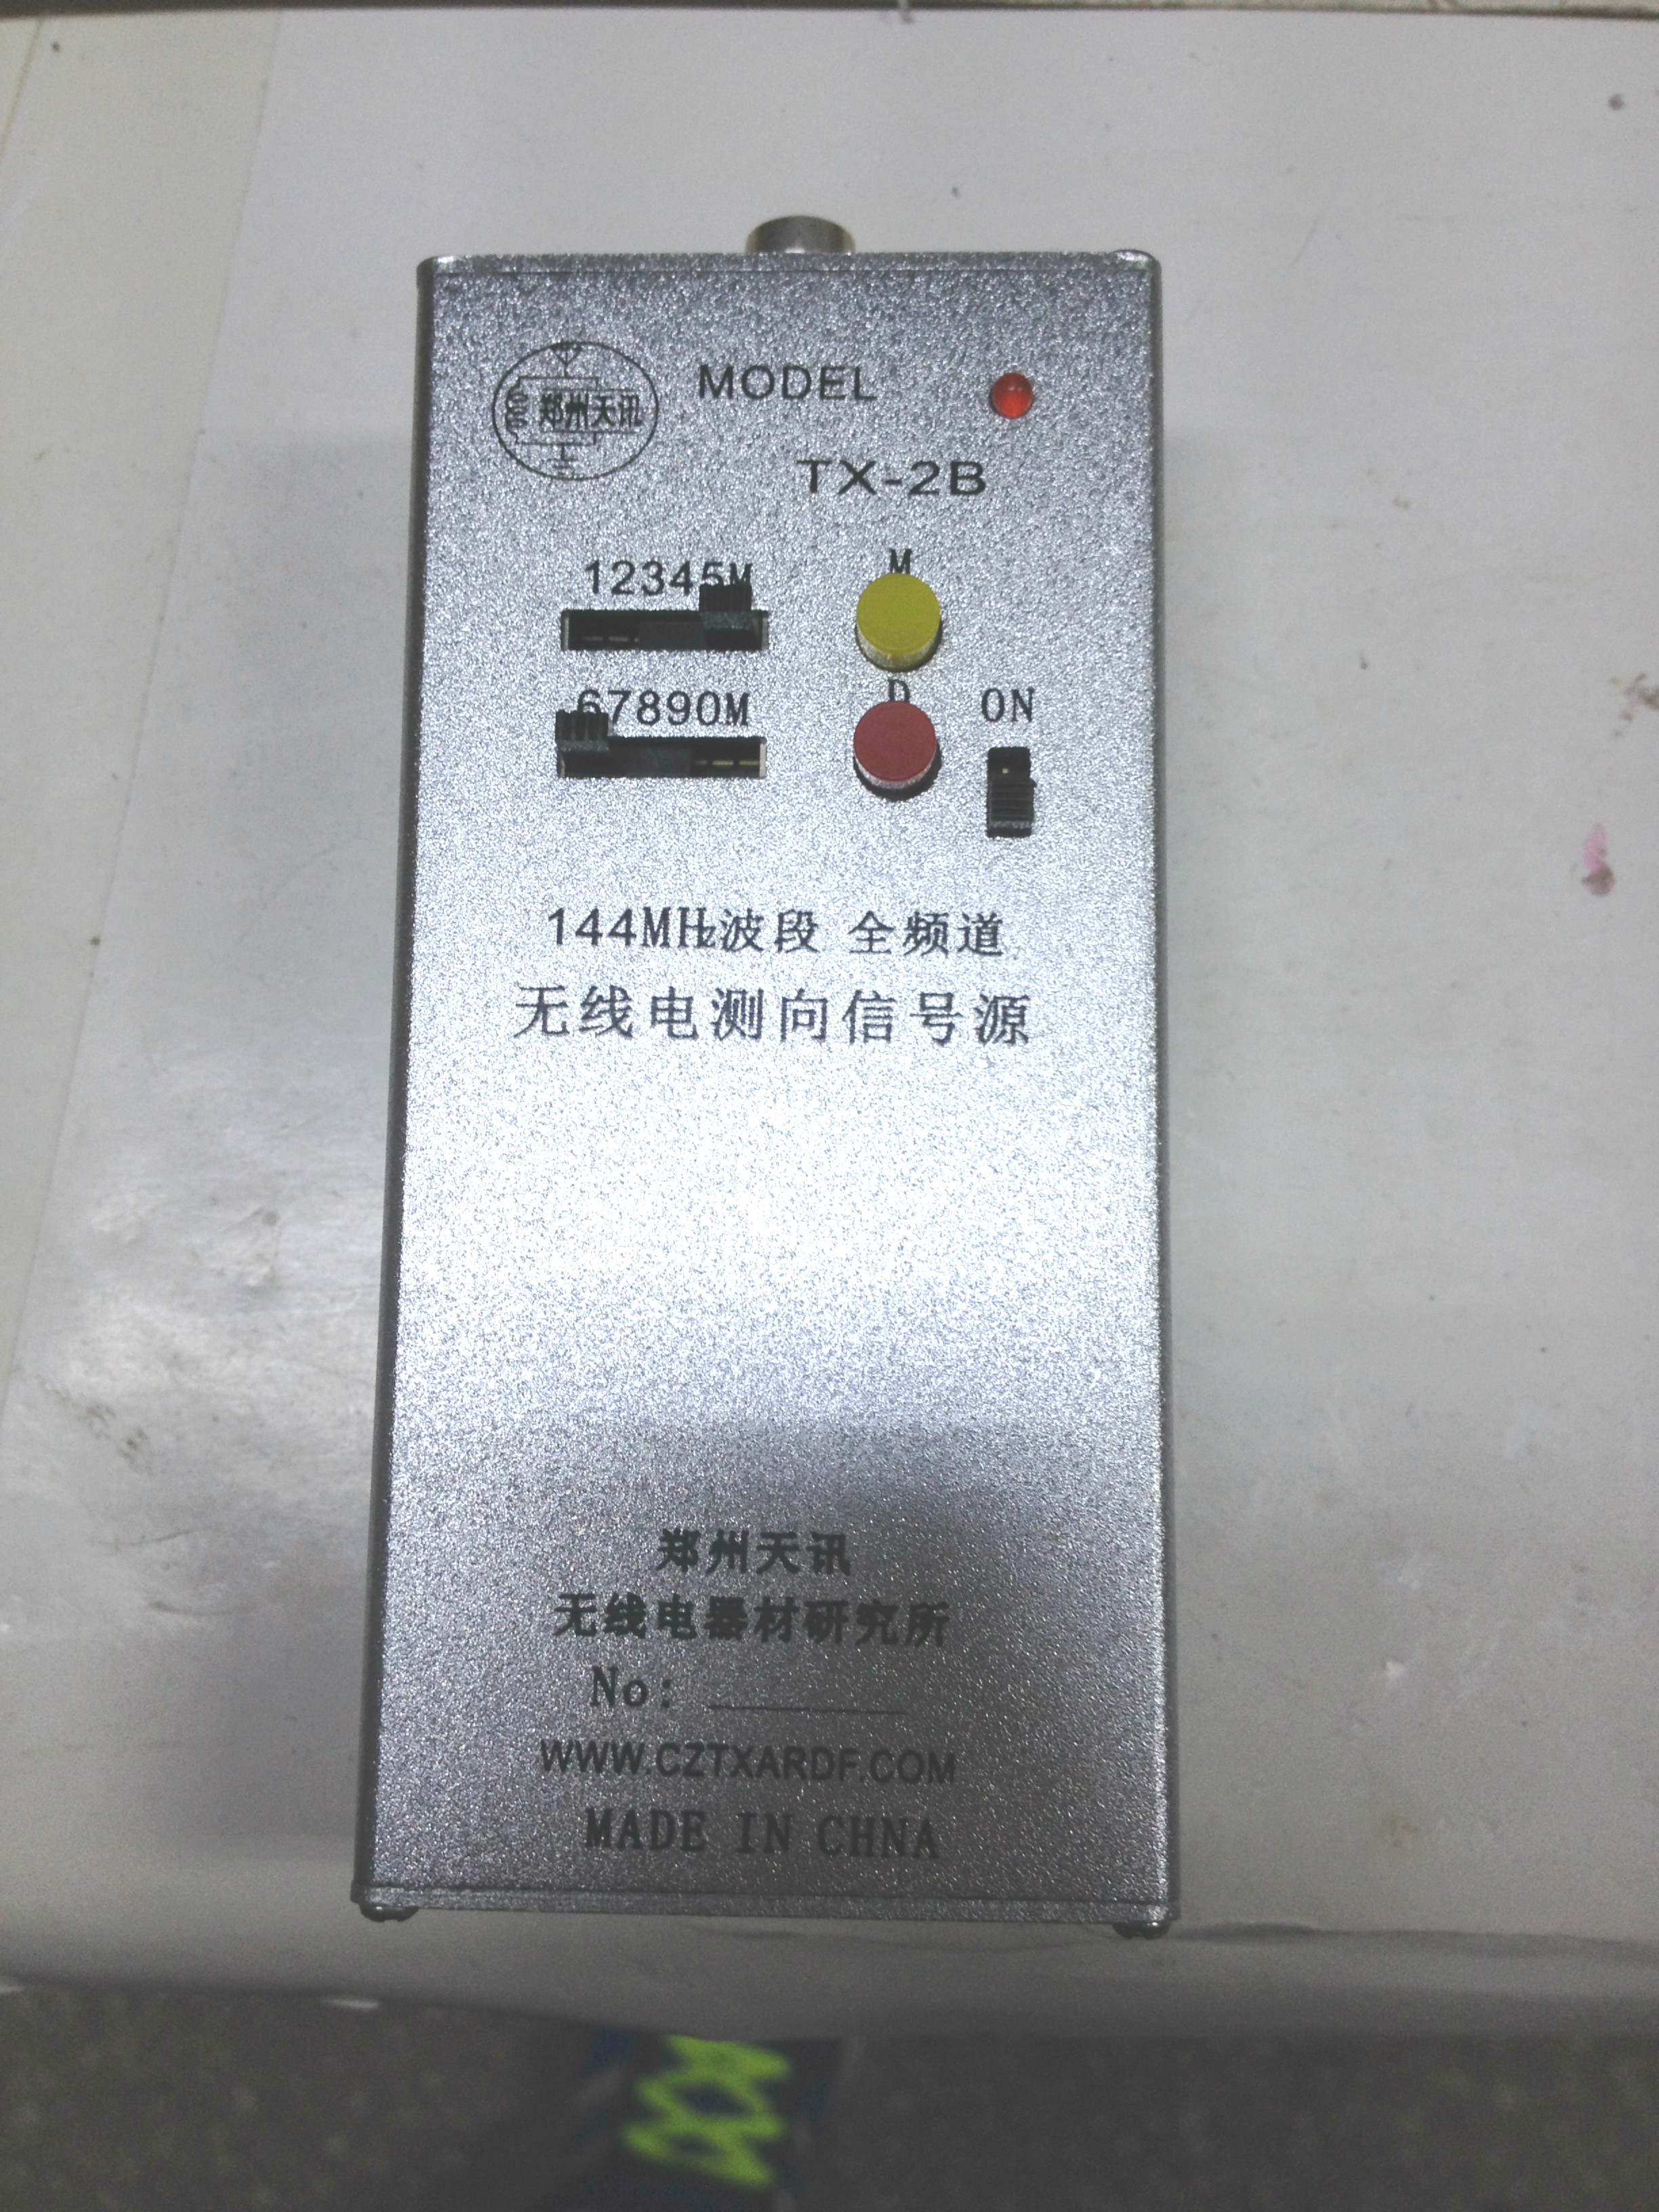 郑州天讯
MODEL
TX-2B
12345M
M
67890M
D
ON
144MHz波段 全频道
无线电测向信号源
郑州天讯
无线电器材研究所
No:
WWW.CZTXARDF.COM
MADE IN CHNA